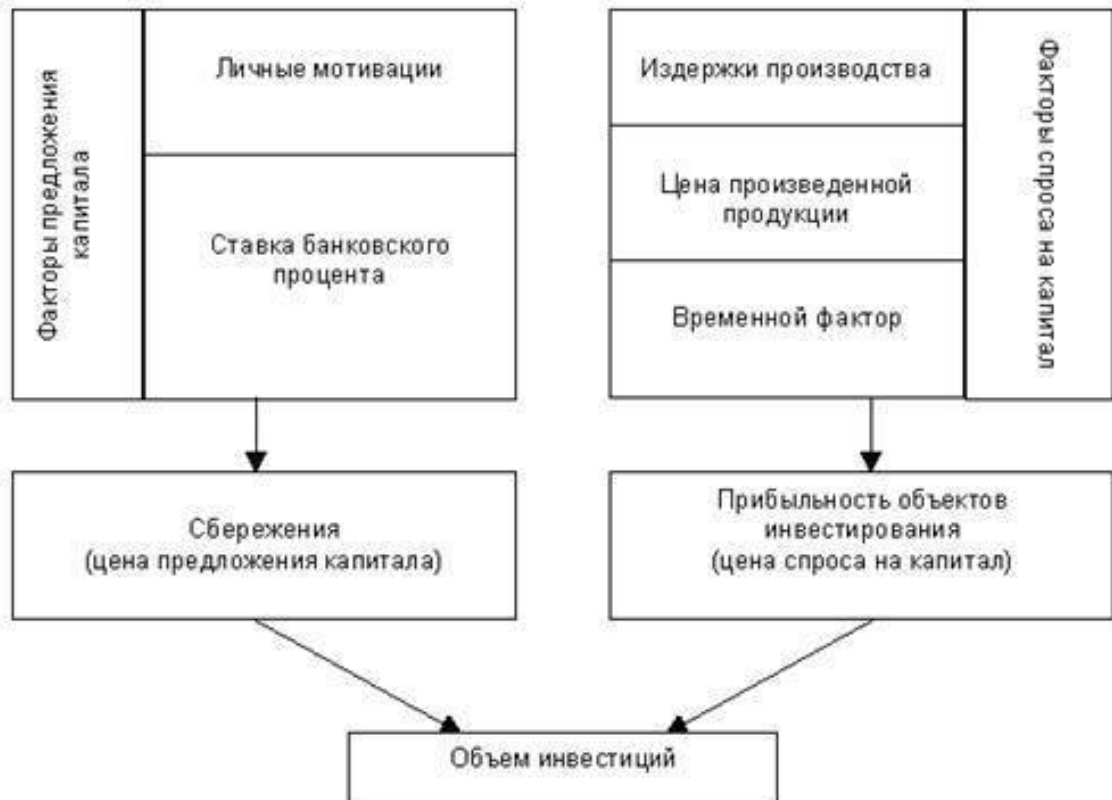 Факторы предложения
капитала
Личные мотивации
Ставка банковского
процента
Издержки производства
Цена произведенной
продукции
Временной фактор
Факторы спроса на капитал
Сбережения
(цена предложения капитала)
Прибыльность объектов
инвестирования
(цена спроса на капитал)
Объем инвестиций